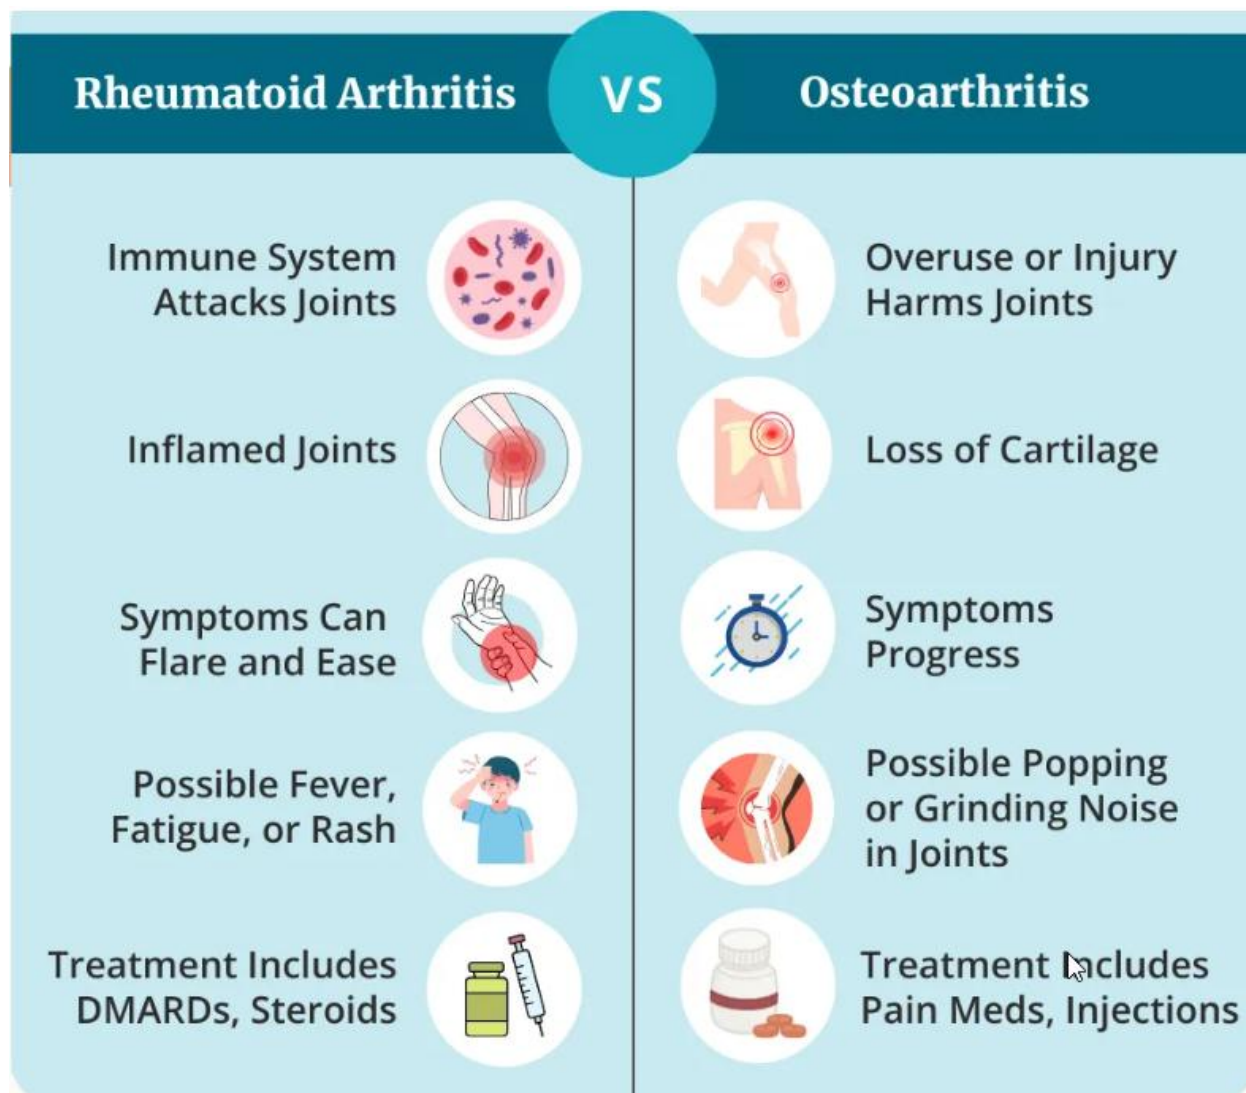 Rheumatoid Arthritis
VS
Osteoarthritis
Immune System
Attacks Joints
Overuse or Injury
Harms Joints
Inflamed Joints
Loss of Cartilage
Symptoms Can
Flare and Ease
Symptoms
Progress
Possible Fever,
Fatigue, or Rash
Possible Popping
or Grinding Noise
in Joints
Treatment Includes
DMARDs, Steroids
Treatment Includes
Pain Meds, Injections